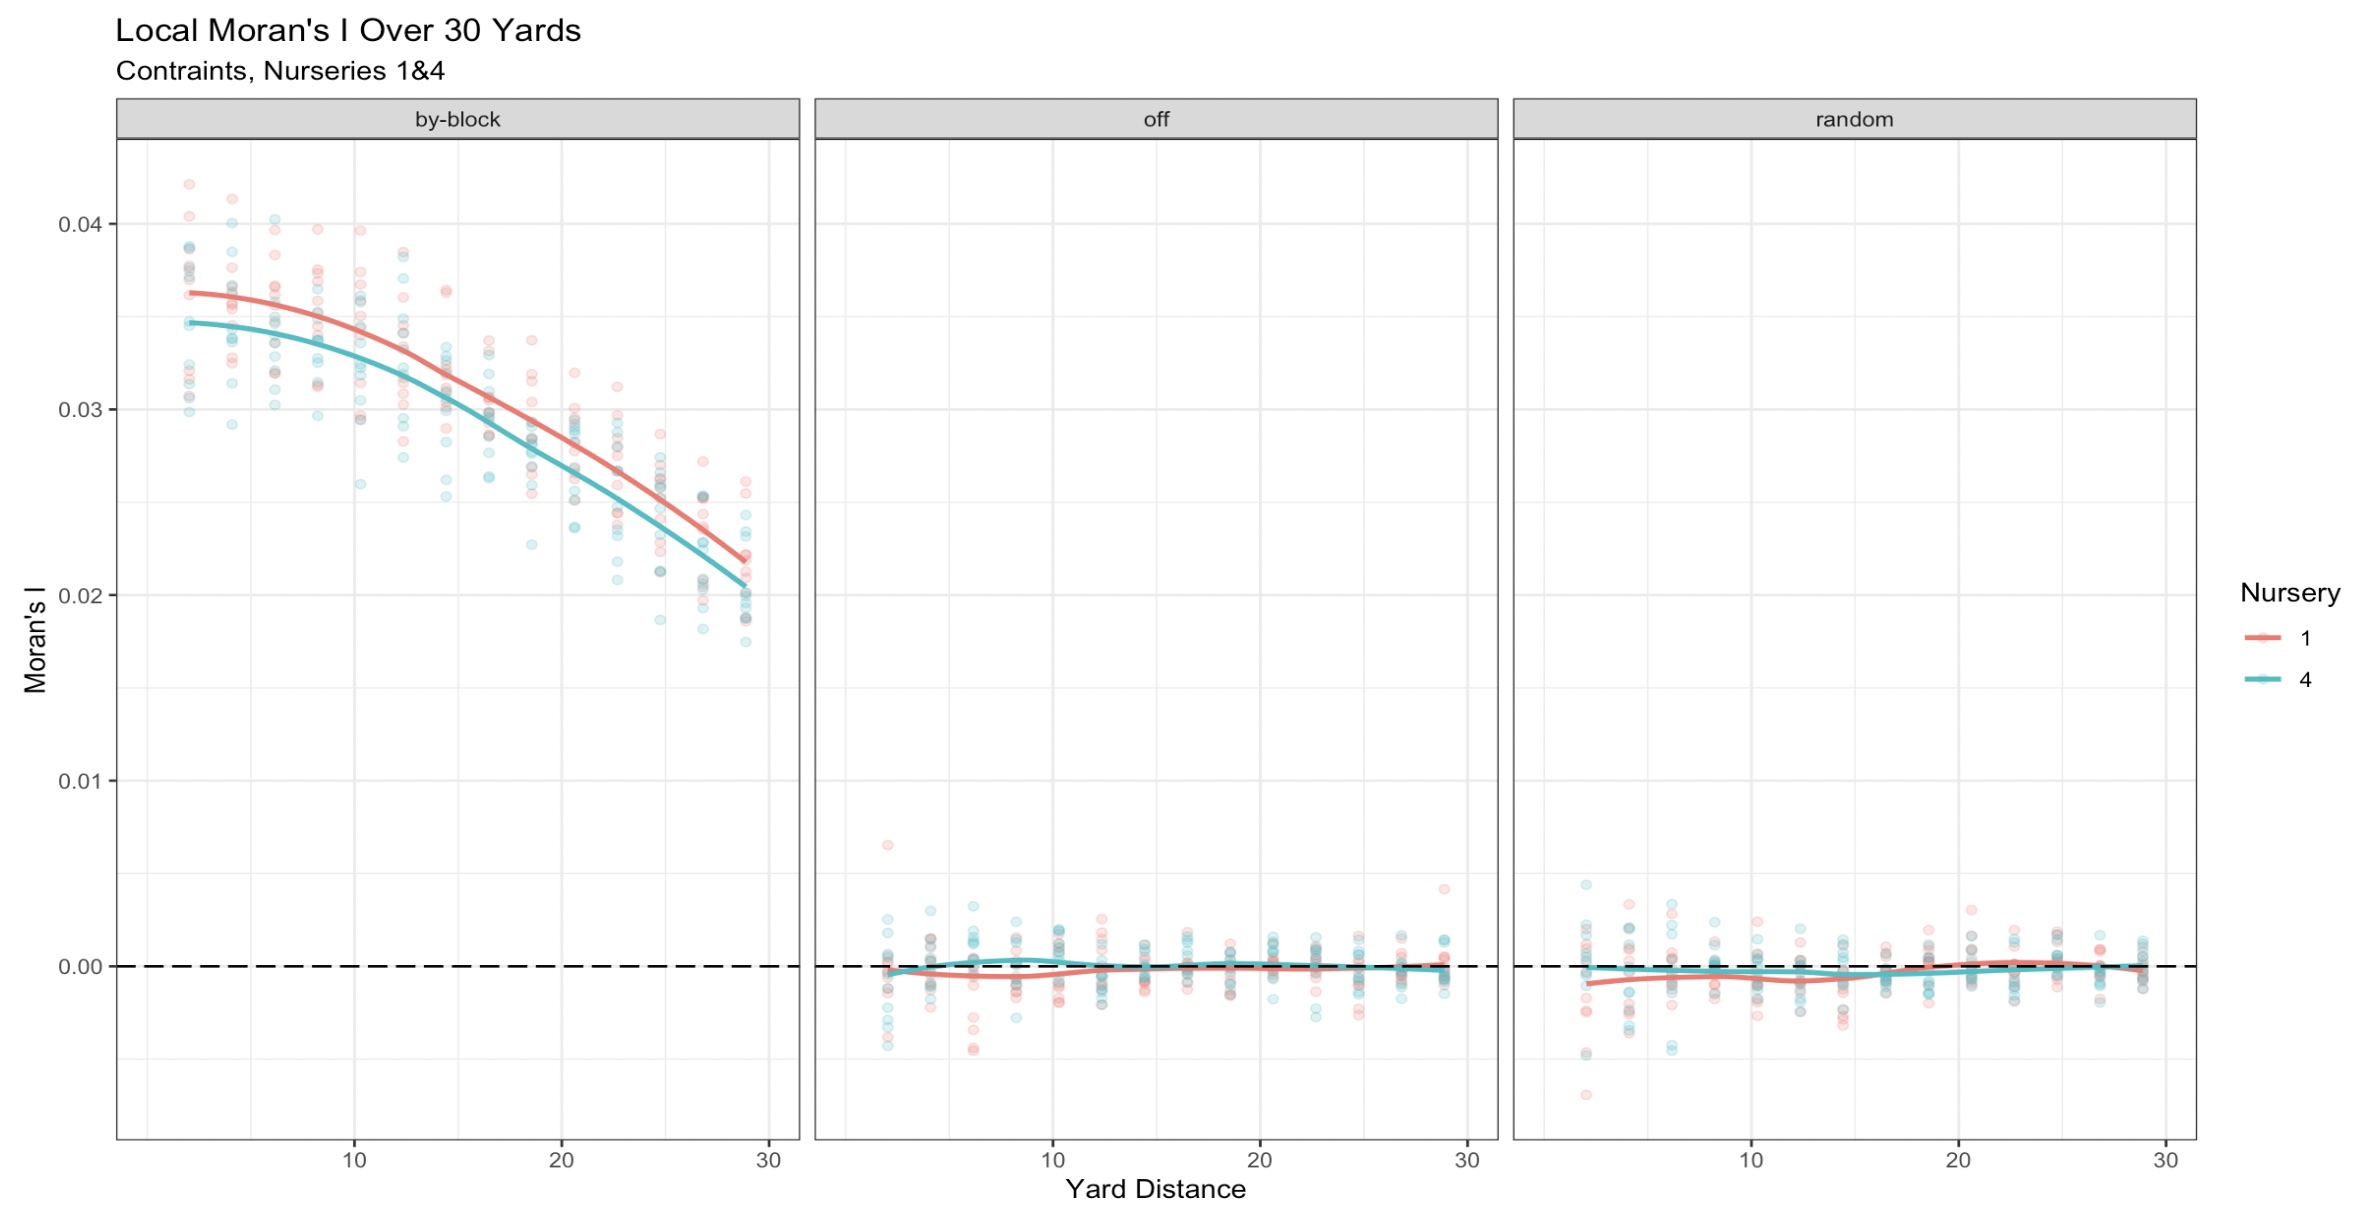 Local Moran's I Over 30 Yards
Contraints, Nurseries 1&4
by-block
off
random
Moran's I
0.04
0.03
0.02
0.01
0.00
10
20
30
10
20
30
10
20
30
Yard Distance
Nursery
1
4